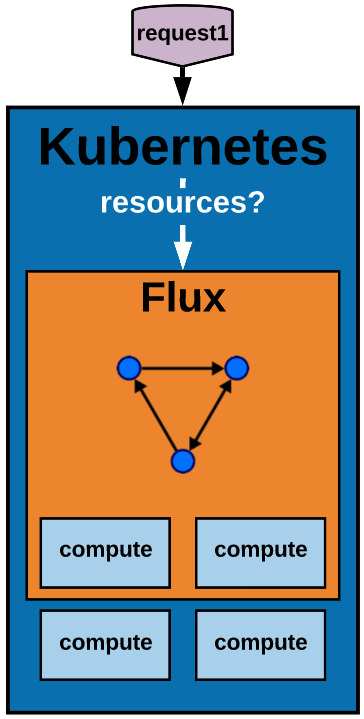 request1
Kubernetes
resources?
Flux
compute compute
compute compute